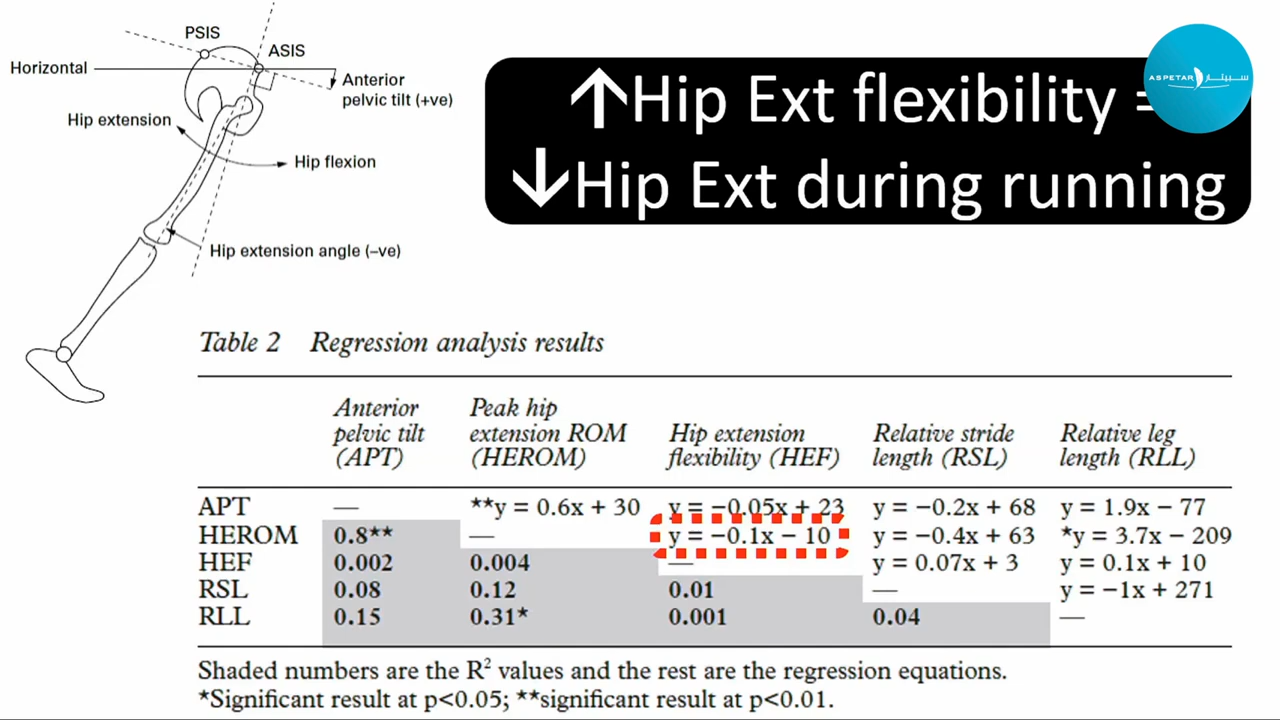 PSIS
ASIS
Horizontal
Anterior
pelvic tilt (+ve)
Hip extension
Hip flexion
Hip extension angle (–ve)
↑Hip Ext flexibility =
↓Hip Ext during running
ASPETAR سبيتار
Table 2 Regression analysis results
Anterior pelvic tilt (APT) Peak hip extension ROM (HEROM) Hip extension flexibility (HEF) Relative stride length (RSL) Relative leg length (RLL)
APT — **y = 0.6x + 30 y = −0.05x + 23 y = −0.2x + 68 y = 1.9x − 77
HEROM 0.8** — y = −0.1x − 10 y = −0.4x + 63 *y = 3.7x − 209
HEF 0.002 0.004 — y = 0.07x + 3 y = 0.1x + 10
RSL 0.08 0.12 0.01 — y = −1x + 271
RLL 0.15 0.31* 0.001 0.04 —
Shaded numbers are the R² values and the rest are the regression equations.
*Significant result at p<0.05; **significant result at p<0.01.